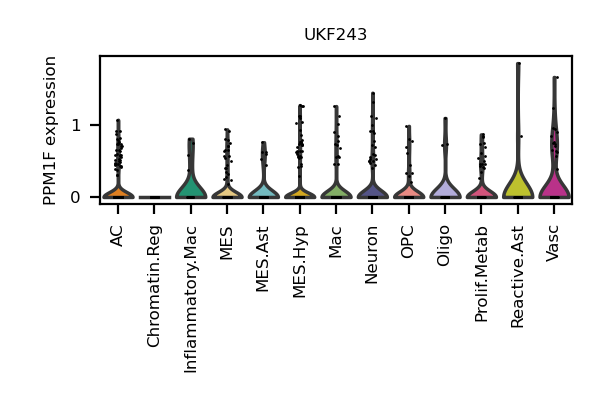 UKF243
PPM1F expression
1
0
AC
Chromatin.Reg
Inflammatory.Mac
MES
MES.Ast
MES.Hyp
Mac
Neuron
OPC
Oligo
Prolif.Metab
Reactive.Ast
Vasc